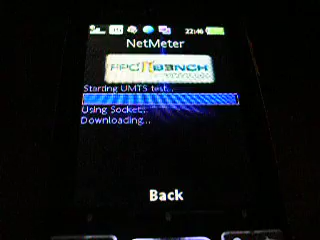 22:46
NetMeter
Starting UMTS test...
Using Socket...
Downloading...
Back